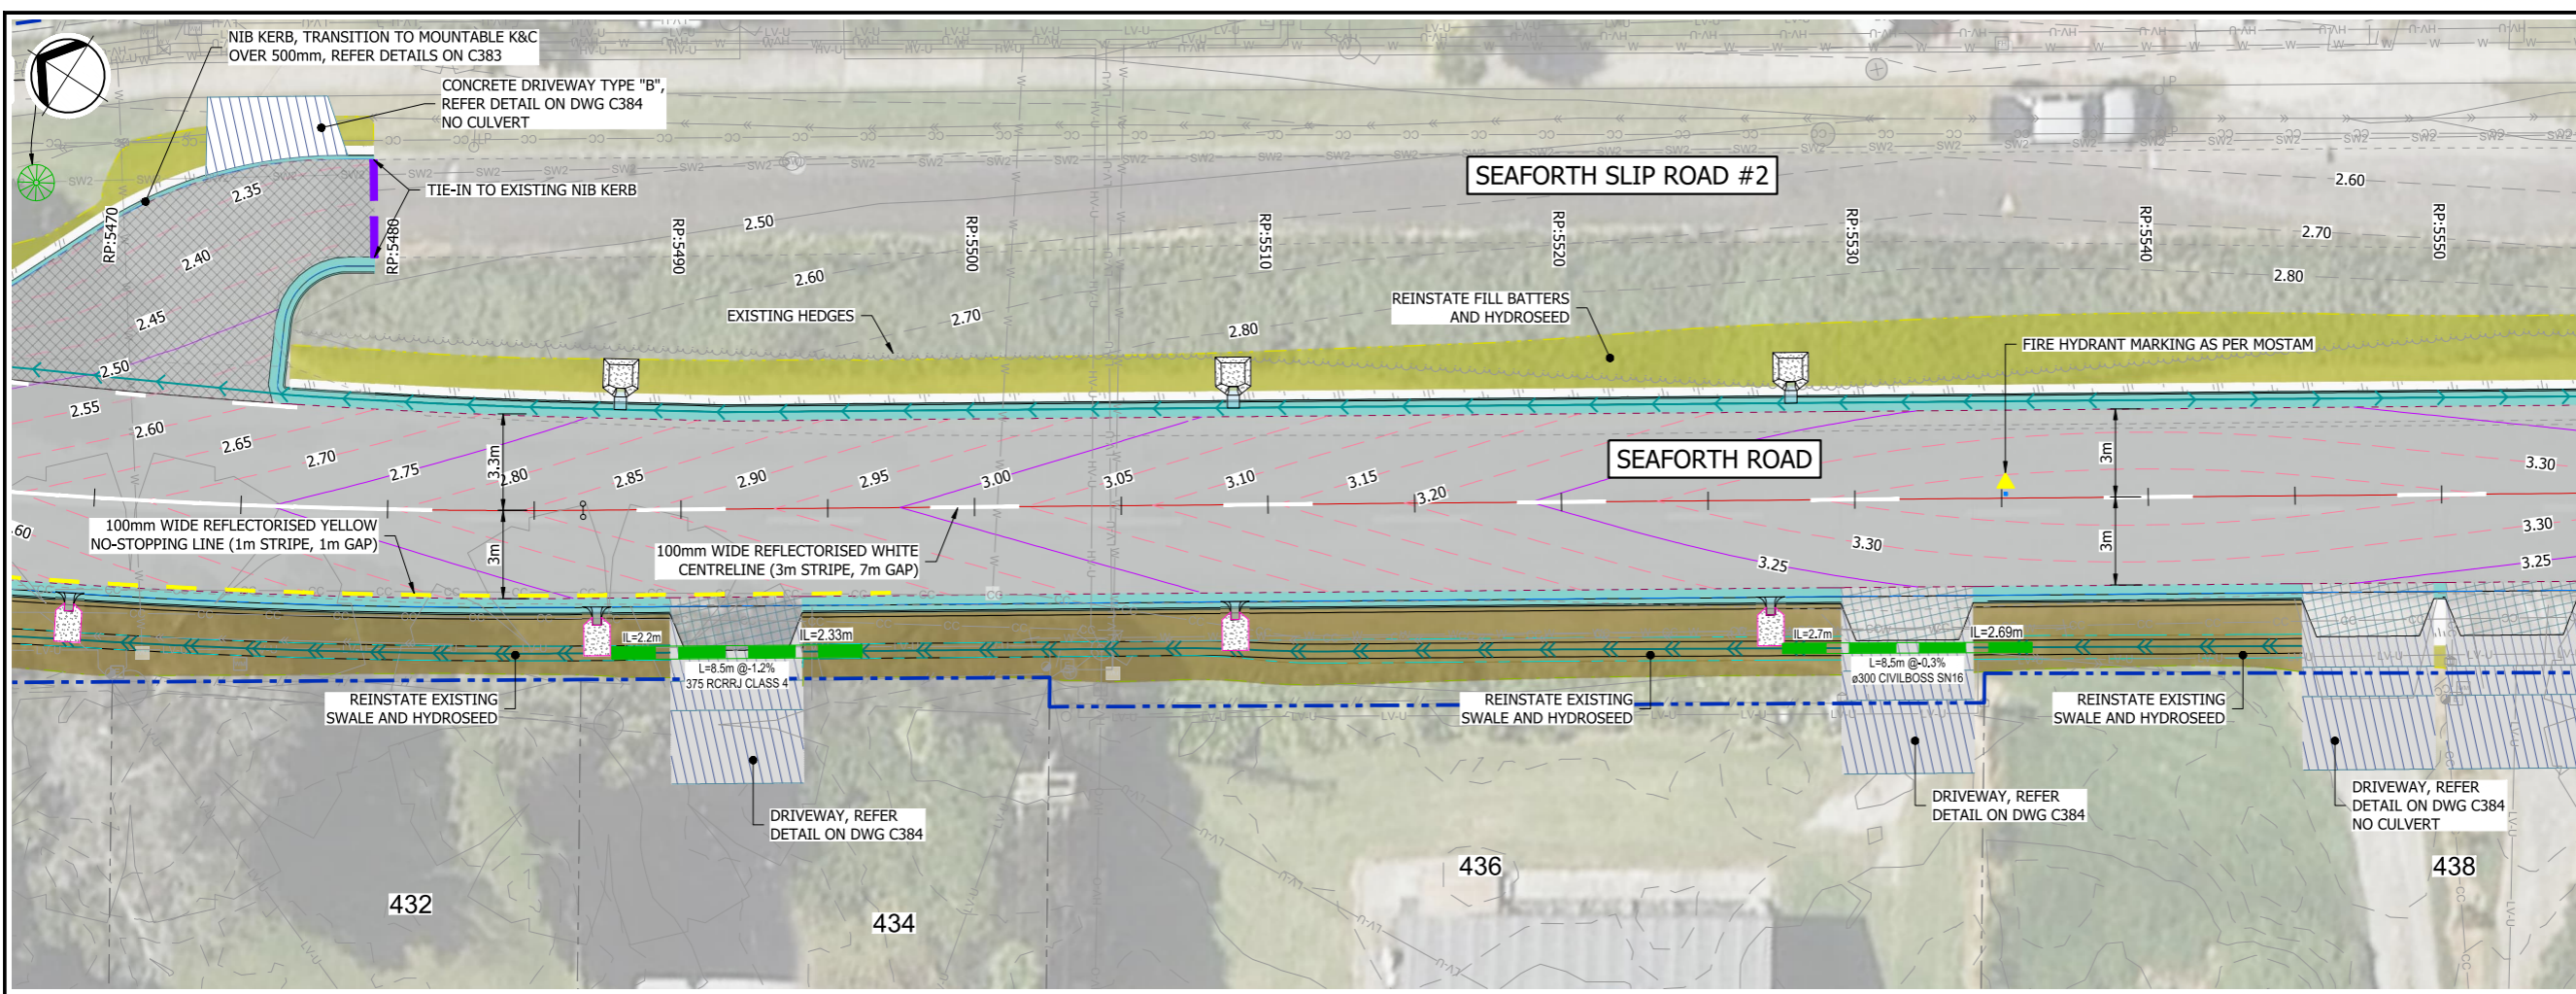 NIB KERB, TRANSITION TO MOUNTABLE K&C
OVER 500mm, REFER DETAILS ON C383
CONCRETE DRIVEWAY TYPE "B",
REFER DETAIL ON DWG C384
NO CULVERT
TIE-IN TO EXISTING NIB KERB
SEAFORTH SLIP ROAD #2
RP:5470
RP:5480
RP:5490
RP:5500
RP:5510
RP:5520
RP:5530
RP:5540
RP:5550
2.35
2.40
2.45
2.50
2.50
2.60
2.70
2.80
2.60
2.70
2.80
EXISTING HEDGES
REINSTATE FILL BATTERS
AND HYDROSEED
FIRE HYDRANT MARKING AS PER MOSTAM
SEAFORTH ROAD
2.55
2.60
2.65
2.70
2.75
2.80
2.85
2.90
2.95
3.00
3.05
3.10
3.15
3.20
3.25
3.30
3.30
3.30
3.25
3.3m
3m
3m
3m
.60
100mm WIDE REFLECTORISED YELLOW
NO-STOPPING LINE (1m STRIPE, 1m GAP)
100mm WIDE REFLECTORISED WHITE
CENTRELINE (3m STRIPE, 7m GAP)
IL=2.2m
IL=2.33m
L=8.5m @-1.2%
375 RCRRJ CLASS 4
IL=2.7m
IL=2.69m
L=8.5m @-0.3%
ø300 CIVILBOSS SN16
REINSTATE EXISTING
SWALE AND HYDROSEED
REINSTATE EXISTING
SWALE AND HYDROSEED
REINSTATE EXISTING
SWALE AND HYDROSEED
DRIVEWAY, REFER
DETAIL ON DWG C384
DRIVEWAY, REFER
DETAIL ON DWG C384
DRIVEWAY, REFER
DETAIL ON DWG C384
NO CULVERT
432
434
436
438